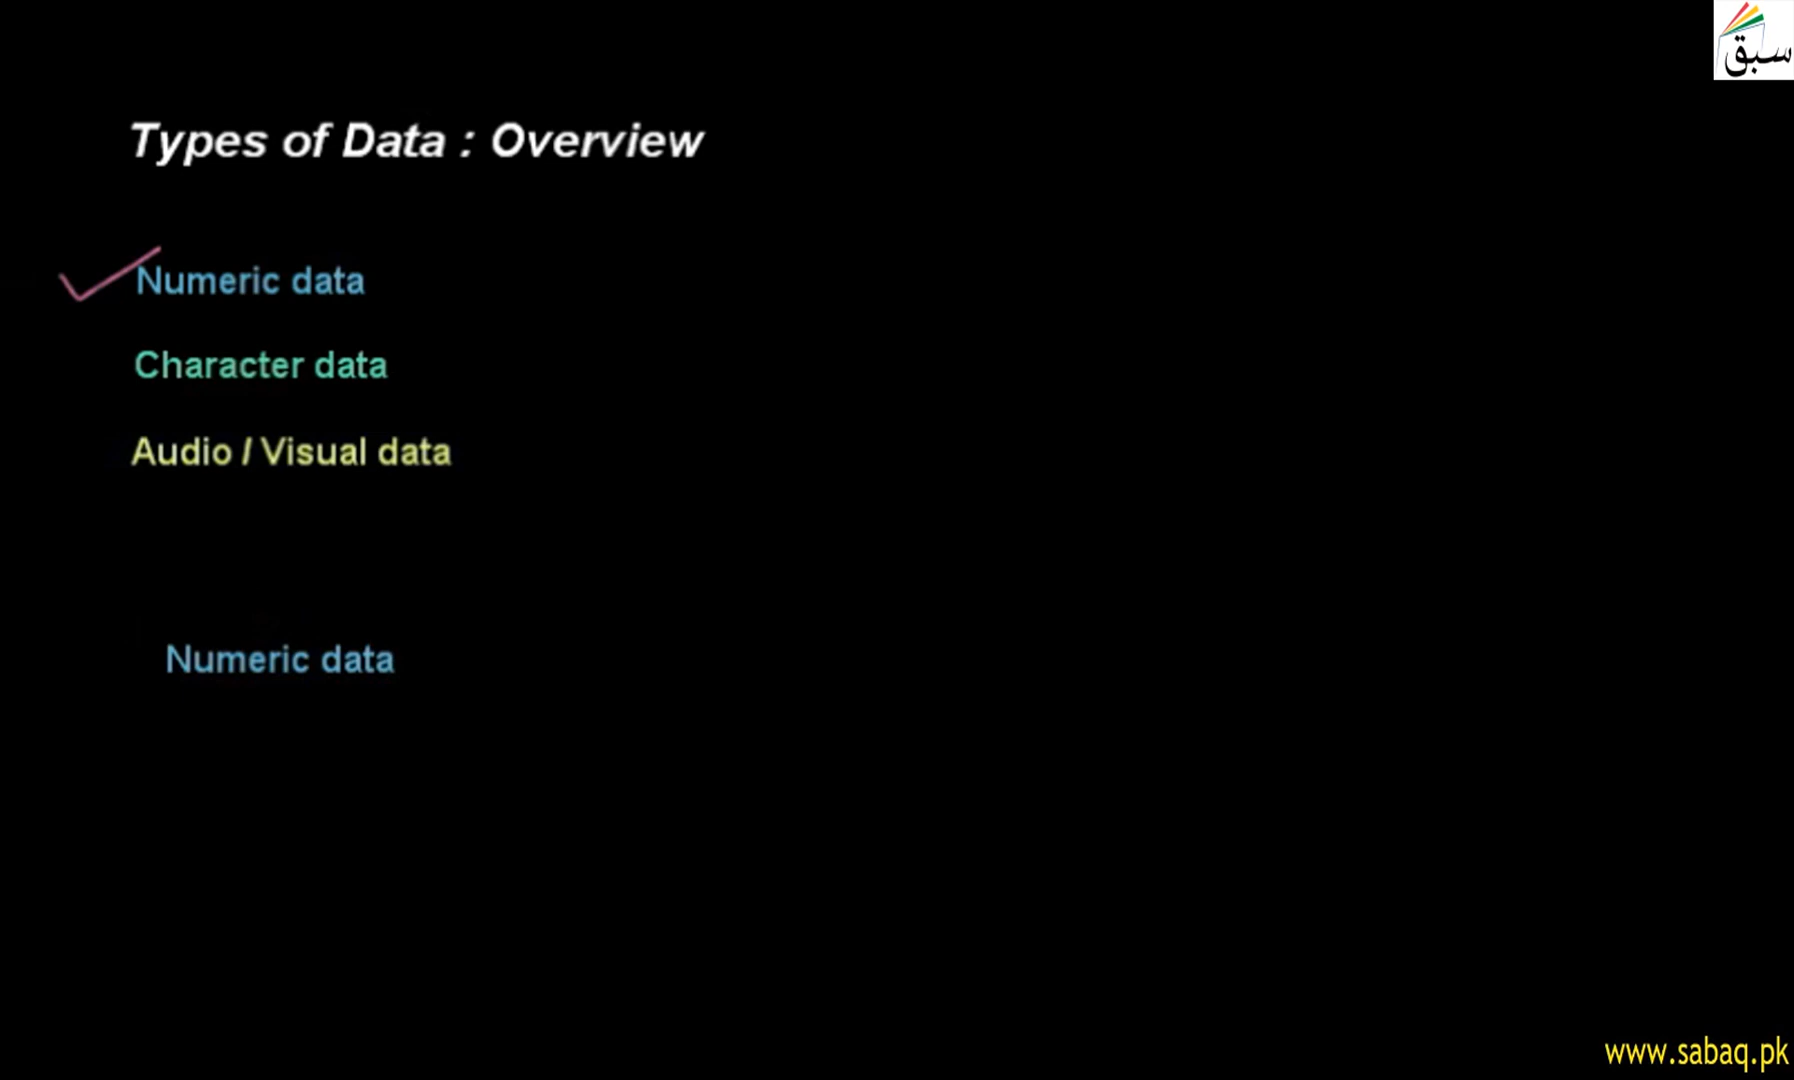 سبق
Types of Data : Overview
Numeric data
Character data
Audio / Visual data
Numeric data
www.sabaq.pk